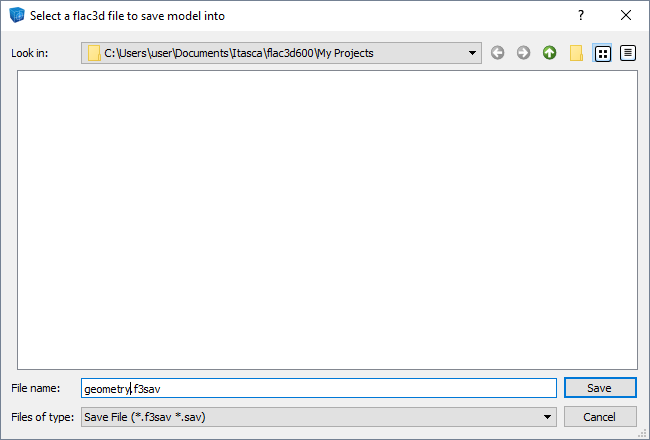 Select a flac3d file to save model into
Look in: C:\Users\user\Documents\Itasca\flac3d600\My Projects
File name: geometry.f3sav Save
Files of type: Save File (*.f3sav *.sav) Cancel